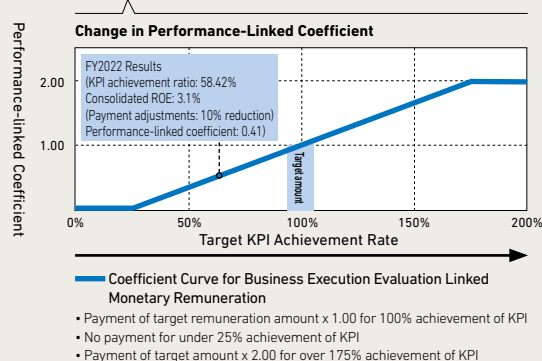 Change in Performance-Linked Coefficient
Performance-linked Coefficient
FY2022 Results
(KPI achievement ratio: 58.42%
Consolidated ROE: 3.1%
(Payment adjustments: 10% reduction)
Performance-linked coefficient: 0.41)
2.00
1.00
Target amount
0%
50%
100%
150%
200%
Target KPI Achievement Rate
Coefficient Curve for Business Execution Evaluation Linked
Monetary Remuneration
• Payment of target remuneration amount x 1.00 for 100% achievement of KPI
• No payment for under 25% achievement of KPI
• Payment of target amount x 2.00 for over 175% achievement of KPI